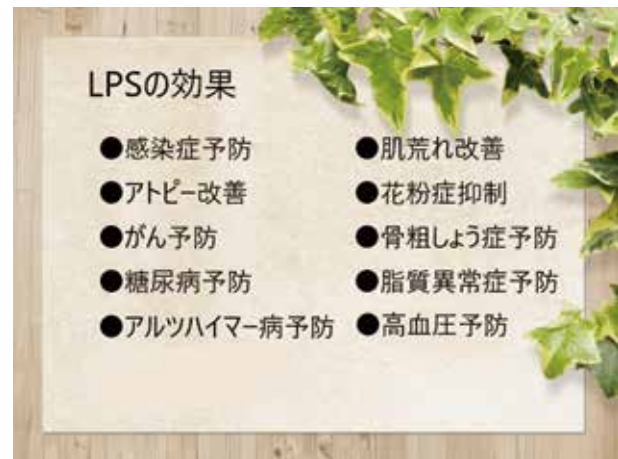 LPSの効果
●感染症予防
●アトピー改善
●がん予防
●糖尿病予防
●アルツハイマー病予防
●肌荒れ改善
●花粉症抑制
●骨粗しょう症予防
●脂質異常症予防
●高血圧予防